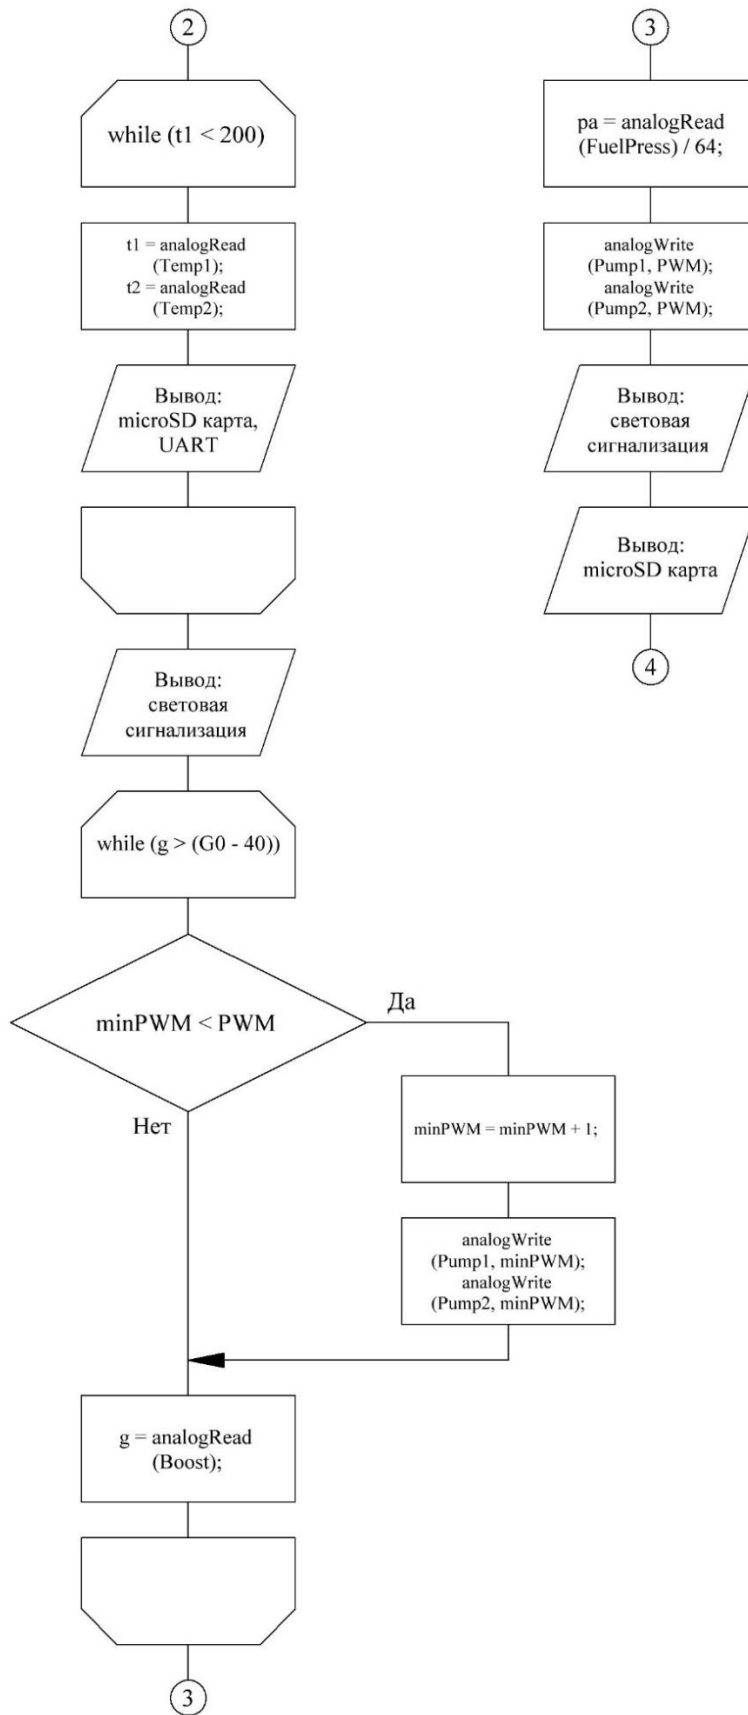 2
while (t1 < 200)
t1 = analogRead
(Temp1);
t2 = analogRead
(Temp2);
Вывод:
microSD карта,
UART
Вывод:
световая
сигнализация
while (g > (G0 - 40))
minPWM < PWM
Да
Нет
minPWM = minPWM + 1;
analogWrite
(Pump1, minPWM);
analogWrite
(Pump2, minPWM);
g = analogRead
(Boost);
3
3
pa = analogRead
(FuelPress) / 64;
analogWrite
(Pump1, PWM);
analogWrite
(Pump2, PWM);
Вывод:
световая
сигнализация
Вывод:
microSD карта
4